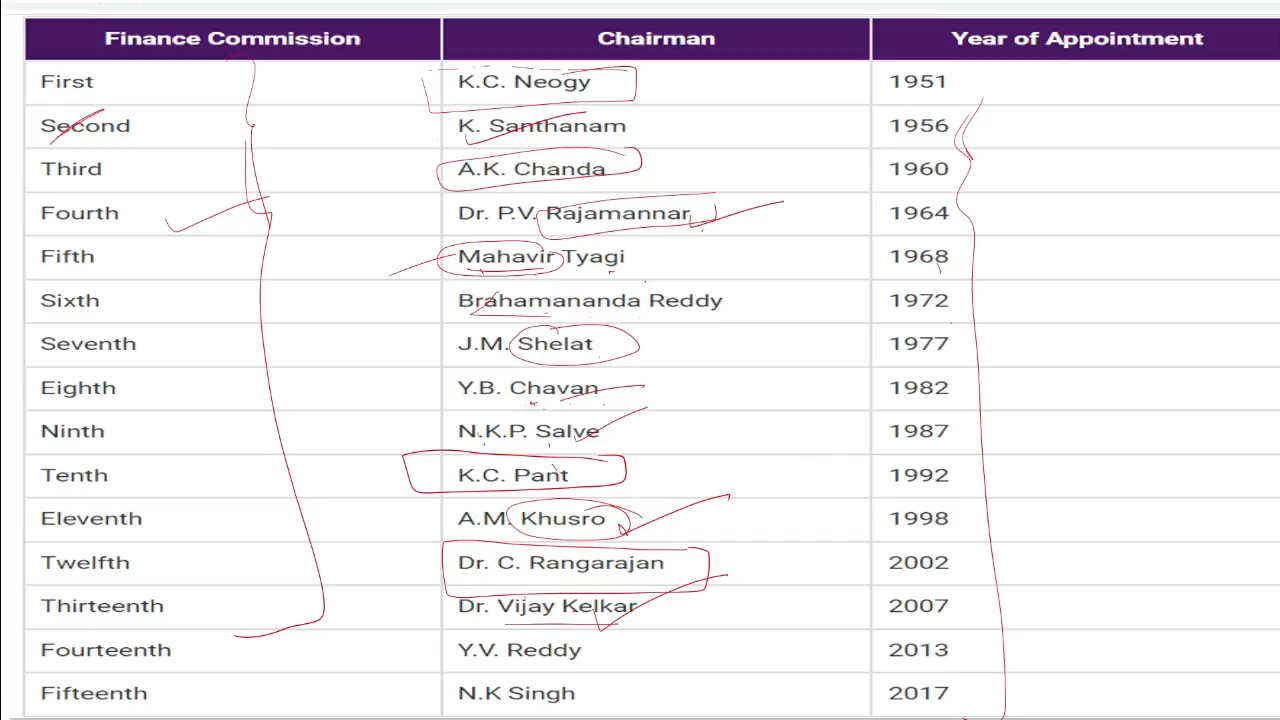 Finance Commission Chairman Year of Appointment
First K.C. Neogy 1951
Second K. Santhanam 1956
Third A.K. Chanda 1960
Fourth Dr. P.V. Rajamannar 1964
Fifth Mahavir Tyagi 1968
Sixth Brahamananda Reddy 1972
Seventh J.M. Shelat 1977
Eighth Y.B. Chavan 1982
Ninth N.K.P. Salve 1987
Tenth K.C. Pant 1992
Eleventh A.M. Khusro 1998
Twelfth Dr. C. Rangarajan 2002
Thirteenth Dr. Vijay Kelkar 2007
Fourteenth Y.V. Reddy 2013
Fifteenth N.K Singh 2017